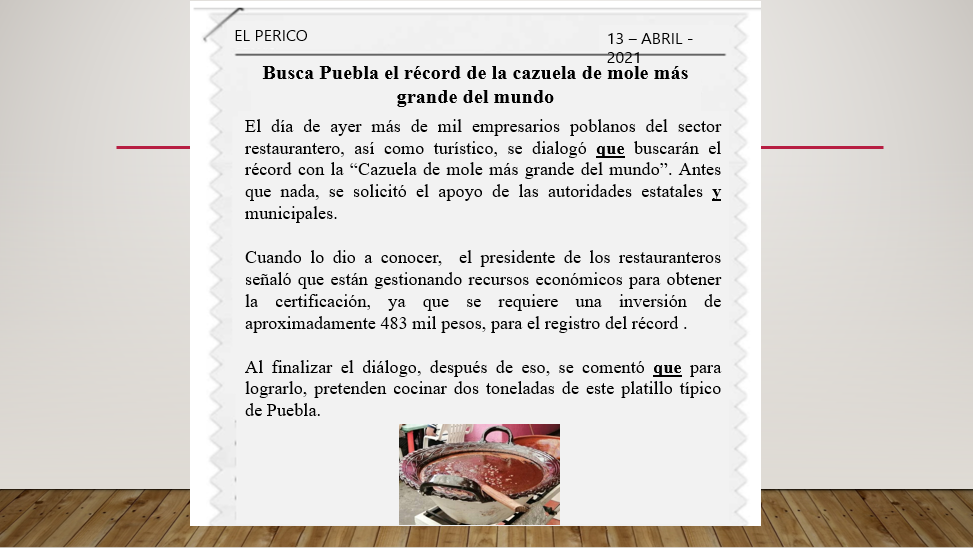 EL PERICO
13 – ABRIL -
2021
Busca Puebla el récord de la cazuela de mole más
grande del mundo
El día de ayer más de mil empresarios poblanos del sector
restaurantero, así como turístico, se dialogó que buscarán el
récord con la “Cazuela de mole más grande del mundo”. Antes
que nada, se solicitó el apoyo de las autoridades estatales y
municipales.
Cuando lo dio a conocer,  el presidente de los restauranteros
señaló que están gestionando recursos económicos para obtener
la certificación, ya que se requiere una inversión de
aproximadamente 483 mil pesos, para el registro del récord .
Al finalizar el diálogo, después de eso, se comentó que para
lograrlo, pretenden cocinar dos toneladas de este platillo típico
de Puebla.